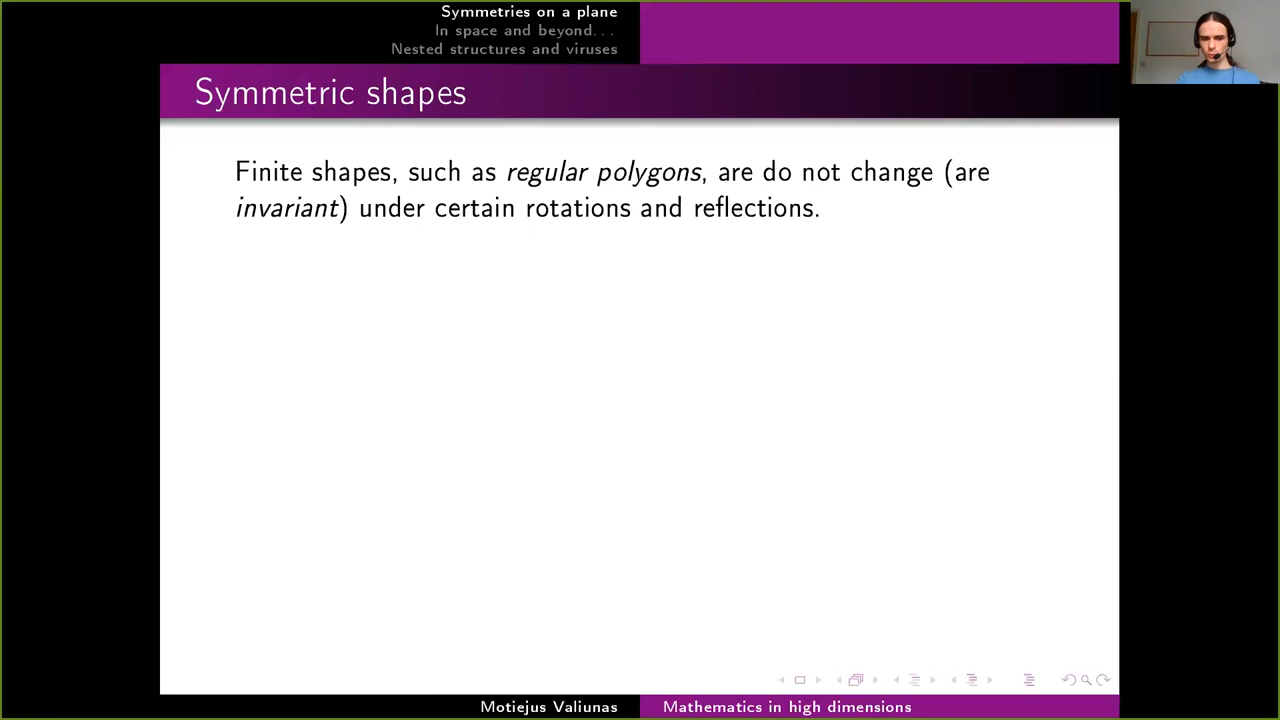 Symmetries on a plane
In space and beyond...
Nested structures and viruses
Symmetric shapes
Finite shapes, such as regular polygons, are do not change (are
invariant) under certain rotations and reflections.
Motiejus Valiunas
Mathematics in high dimensions